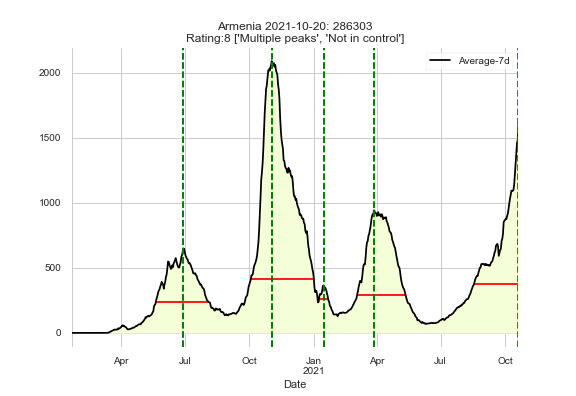 Armenia 2021-10-20: 286303
Rating:8 ['Multiple peaks', 'Not in control']
Average-7d
2000
1500
1000
500
0
Apr Jul Oct Jan Apr Jul Oct
2021
Date